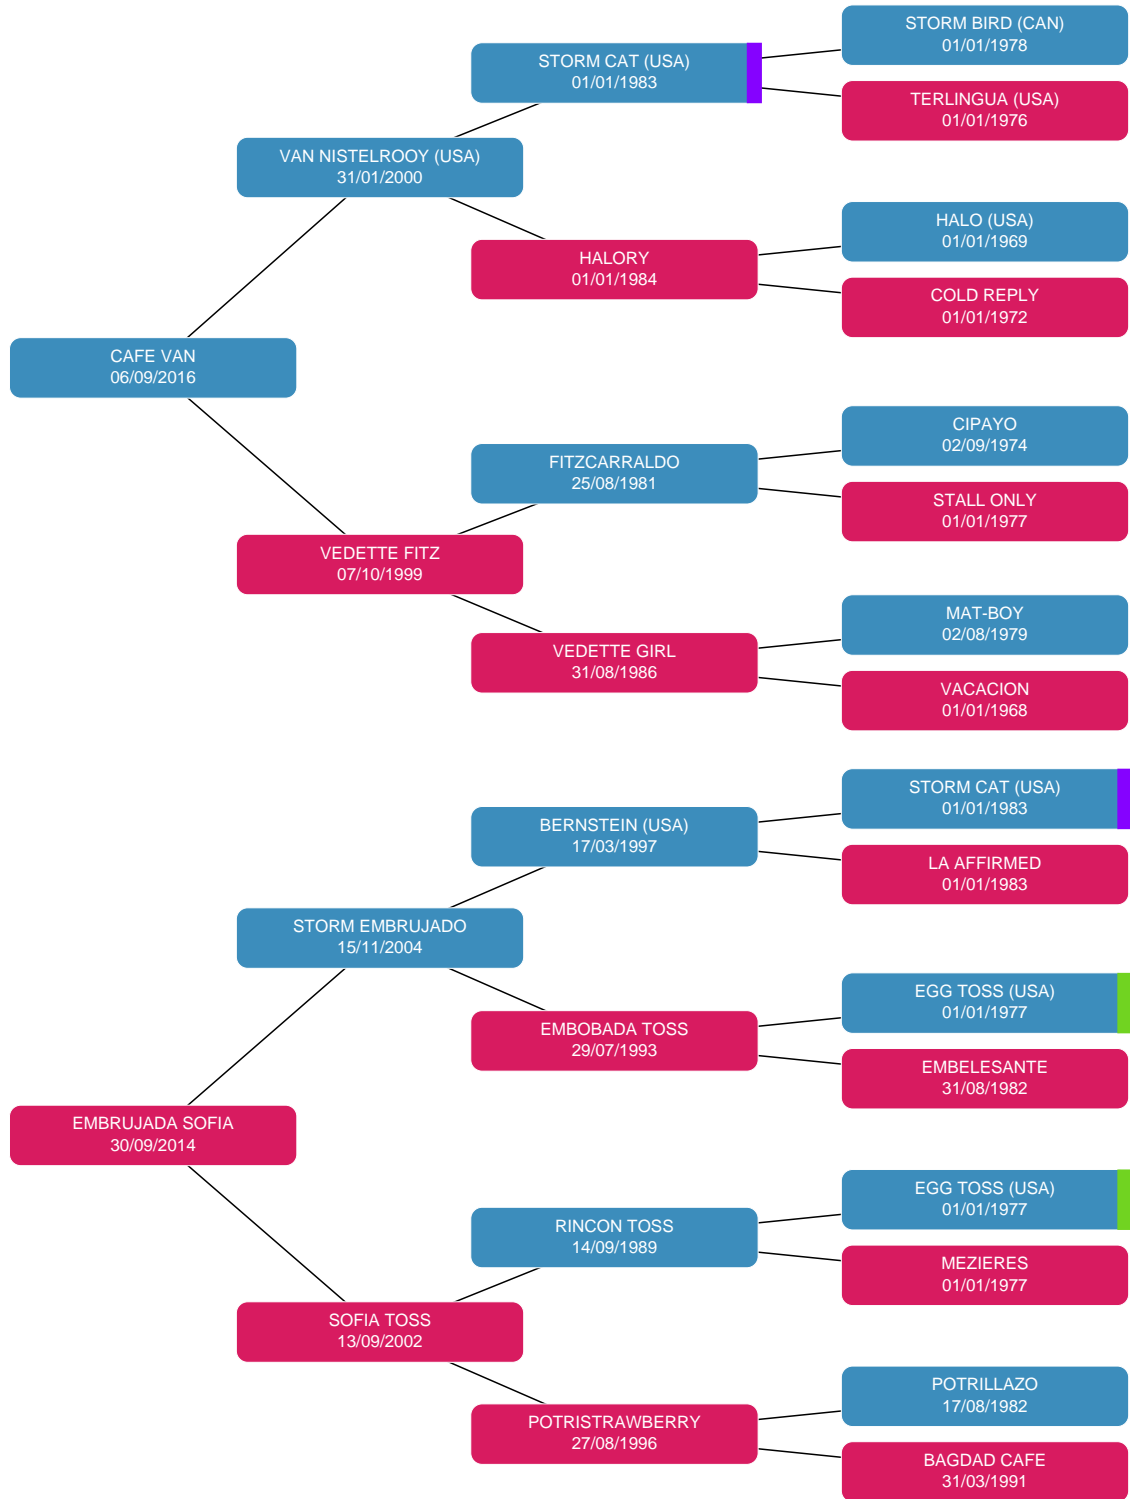 STORM BIRD (CAN)
01/01/1978
STORM CAT (USA)
01/01/1983
TERLINGUA (USA)
01/01/1976
VAN NISTELROOY (USA)
31/01/2000
HALO (USA)
01/01/1969
HALORY
01/01/1984
COLD REPLY
01/01/1972
CAFE VAN
06/09/2016
CIPAYO
02/09/1974
FITZCARRALDO
25/08/1981
STALL ONLY
01/01/1977
VEDETTE FITZ
07/10/1999
MAT-BOY
02/08/1979
VEDETTE GIRL
31/08/1986
VACACION
01/01/1968
STORM CAT (USA)
01/01/1983
BERNSTEIN (USA)
17/03/1997
LA AFFIRMED
01/01/1983
STORM EMBRUJADO
15/11/2004
EGG TOSS (USA)
01/01/1977
EMBOBADA TOSS
29/07/1993
EMBELESANTE
31/08/1982
EMBRUJADA SOFIA
30/09/2014
EGG TOSS (USA)
01/01/1977
RINCON TOSS
14/09/1989
MEZIERES
01/01/1977
SOFIA TOSS
13/09/2002
POTRILLAZO
17/08/1982
POTRISTRAWBERRY
27/08/1996
BAGDAD CAFE
31/03/1991